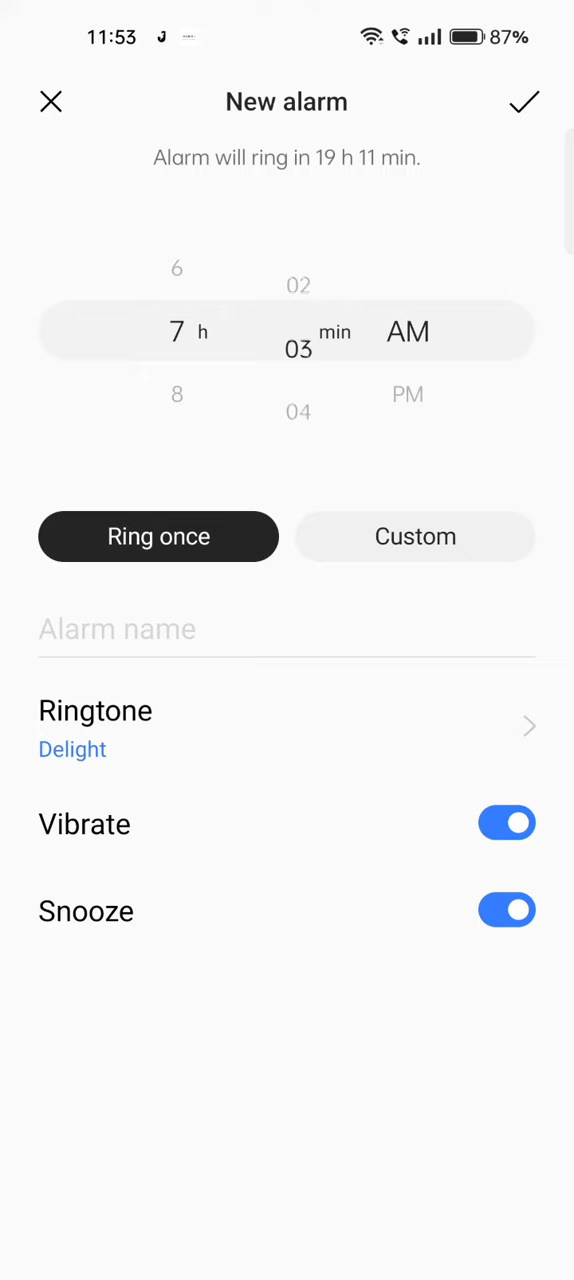 11:53 87%
New alarm
Alarm will ring in 19 h 11 min.
6 02
7 h 03 min AM
8 04 PM
Ring once Custom
Alarm name
Ringtone
Delight
Vibrate
Snooze